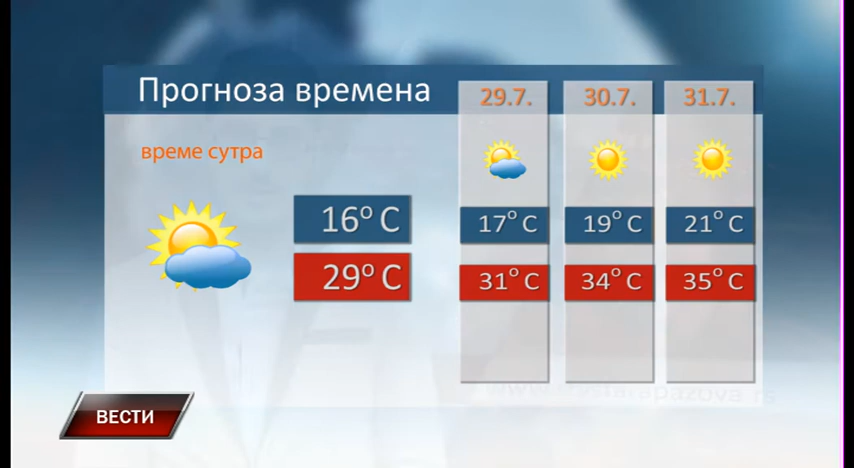 Прогноза времена
време сутра
16° C
29° C
29.7.
17° C
31° C
30.7.
19° C
34° C
31.7.
21° C
35° C
ВЕСТИ